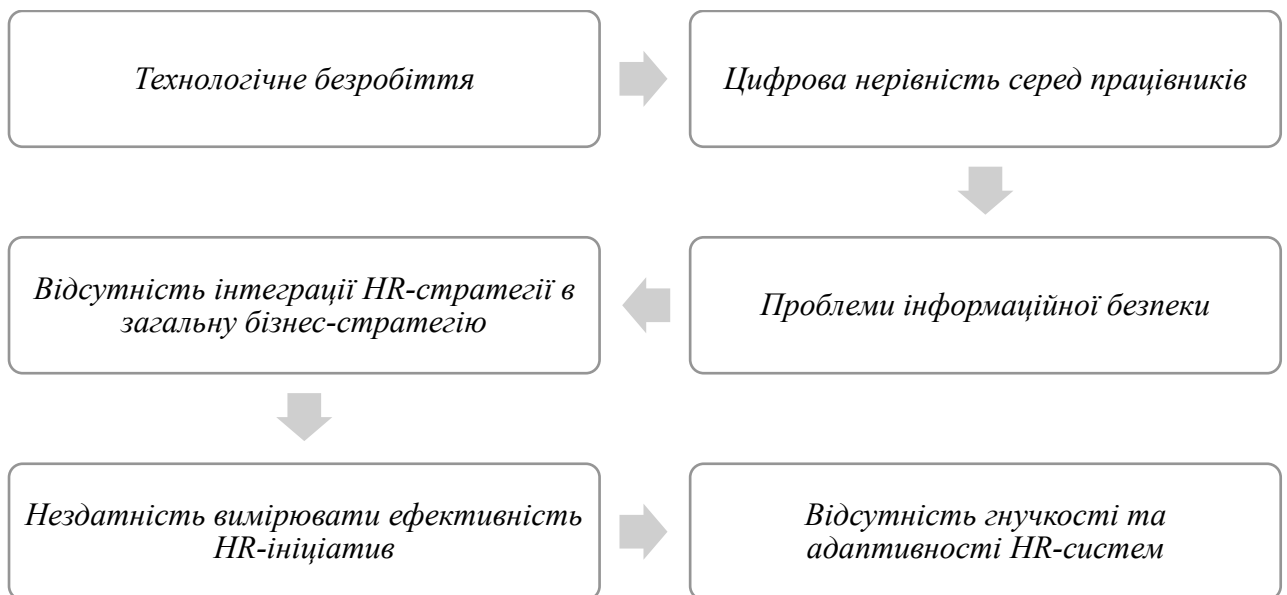 Технологічне безробіття
Цифрова нерівність серед працівників
Проблеми інформаційної безпеки
Відсутність інтеграції HR-стратегії в
загальну бізнес-стратегію
Нездатність вимірювати ефективність
HR-ініціатив
Відсутність гнучкості та
адаптивності HR-систем